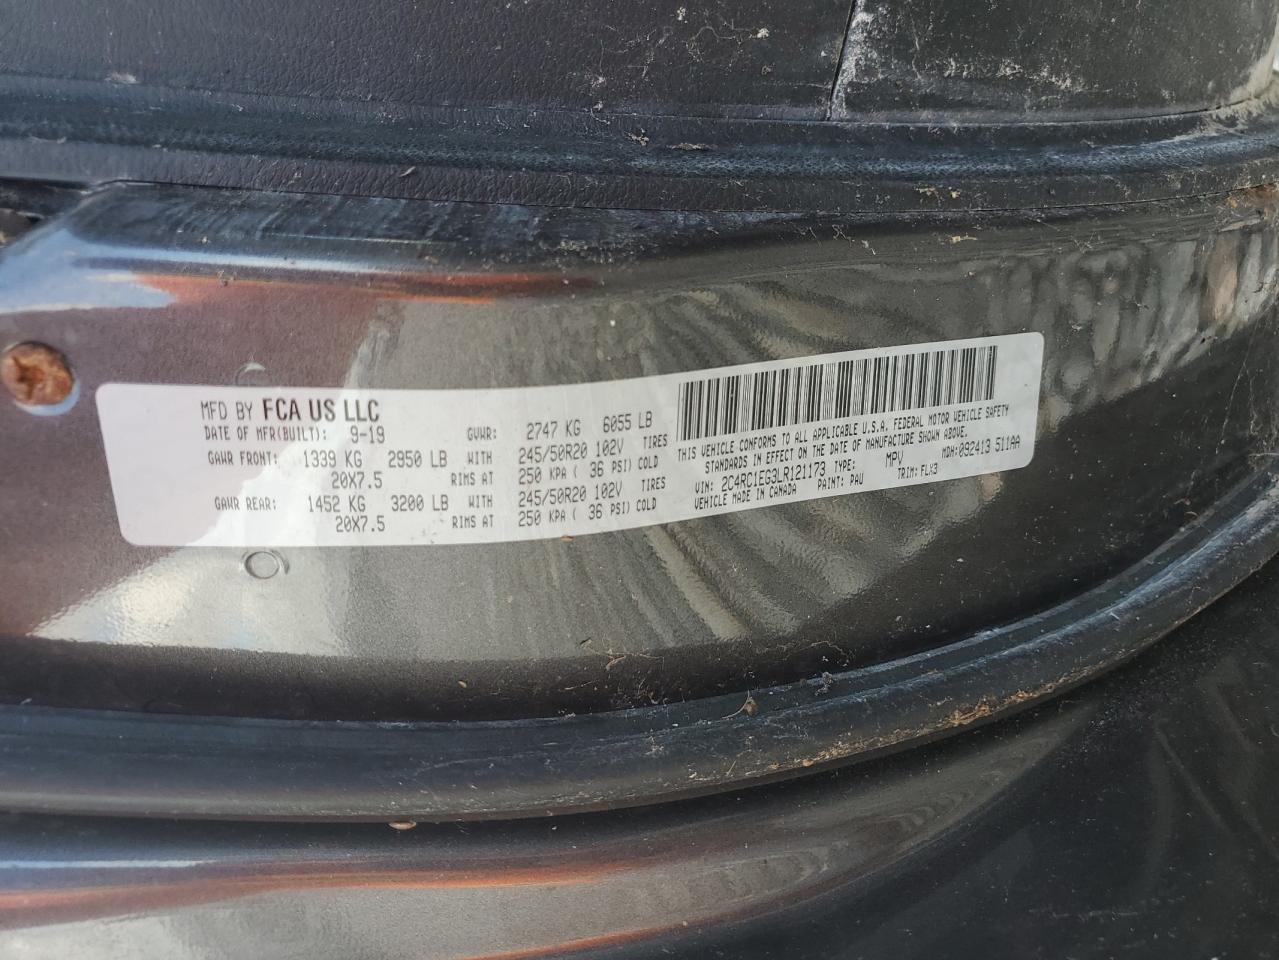 MFD BY FCA US LLC
DATE OF MFR(BUILT): 9-19 GVWR: 2747 KG 6055 LB
GAWR FRONT: 1339 KG 2950 LB WITH 245/50R20 102V TIRES
20X7.5 RIMS AT 250 KPA ( 36 PSI) COLD
GAWR REAR: 1452 KG 3200 LB WITH 245/50R20 102V TIRES
20X7.5 RIMS AT 250 KPA ( 36 PSI) COLD
THIS VEHICLE CONFORMS TO ALL APPLICABLE U.S.A. FEDERAL MOTOR VEHICLE SAFETY
STANDARDS IN EFFECT ON THE DATE OF MANUFACTURE SHOWN ABOVE.
VIN: 2C4RC1EG3LR121173 TYPE: MPV MDH:092413 511AA
VEHICLE MADE IN CANADA PAINT: PAU TRIM: FLX3